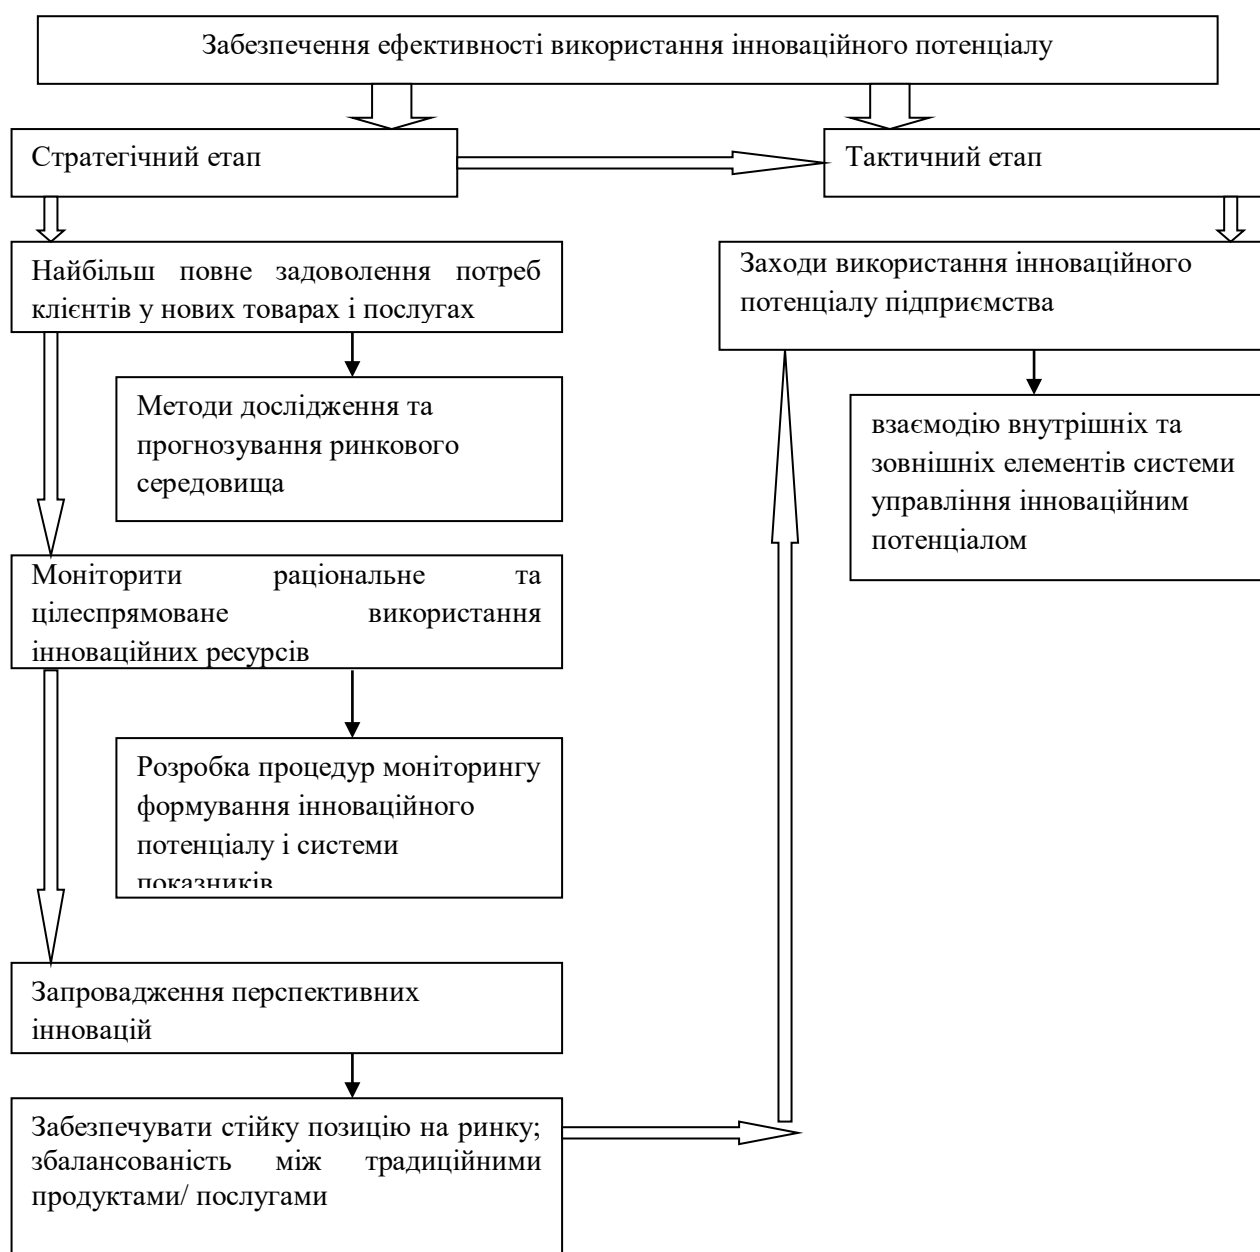 Забезпечення ефективності використання інноваційного потенціалу
Стратегічний етап
Тактичний етап
Найбільш повне задоволення потреб
клієнтів у нових товарах і послугах
Заходи використання інноваційного
потенціалу підприємства
Методи дослідження та
прогнозування ринкового
середовища
взаємодію внутрішніх та
зовнішніх елементів системи
управління інноваційним
потенціалом
Моніторити раціональне та
цілеспрямоване використання
інноваційних ресурсів
Розробка процедур моніторингу
формування інноваційного
потенціалу і системи
показників
Запровадження перспективних
інновацій
Забезпечувати стійку позицію на ринку;
збалансованість між традиційними
продуктами/ послугами